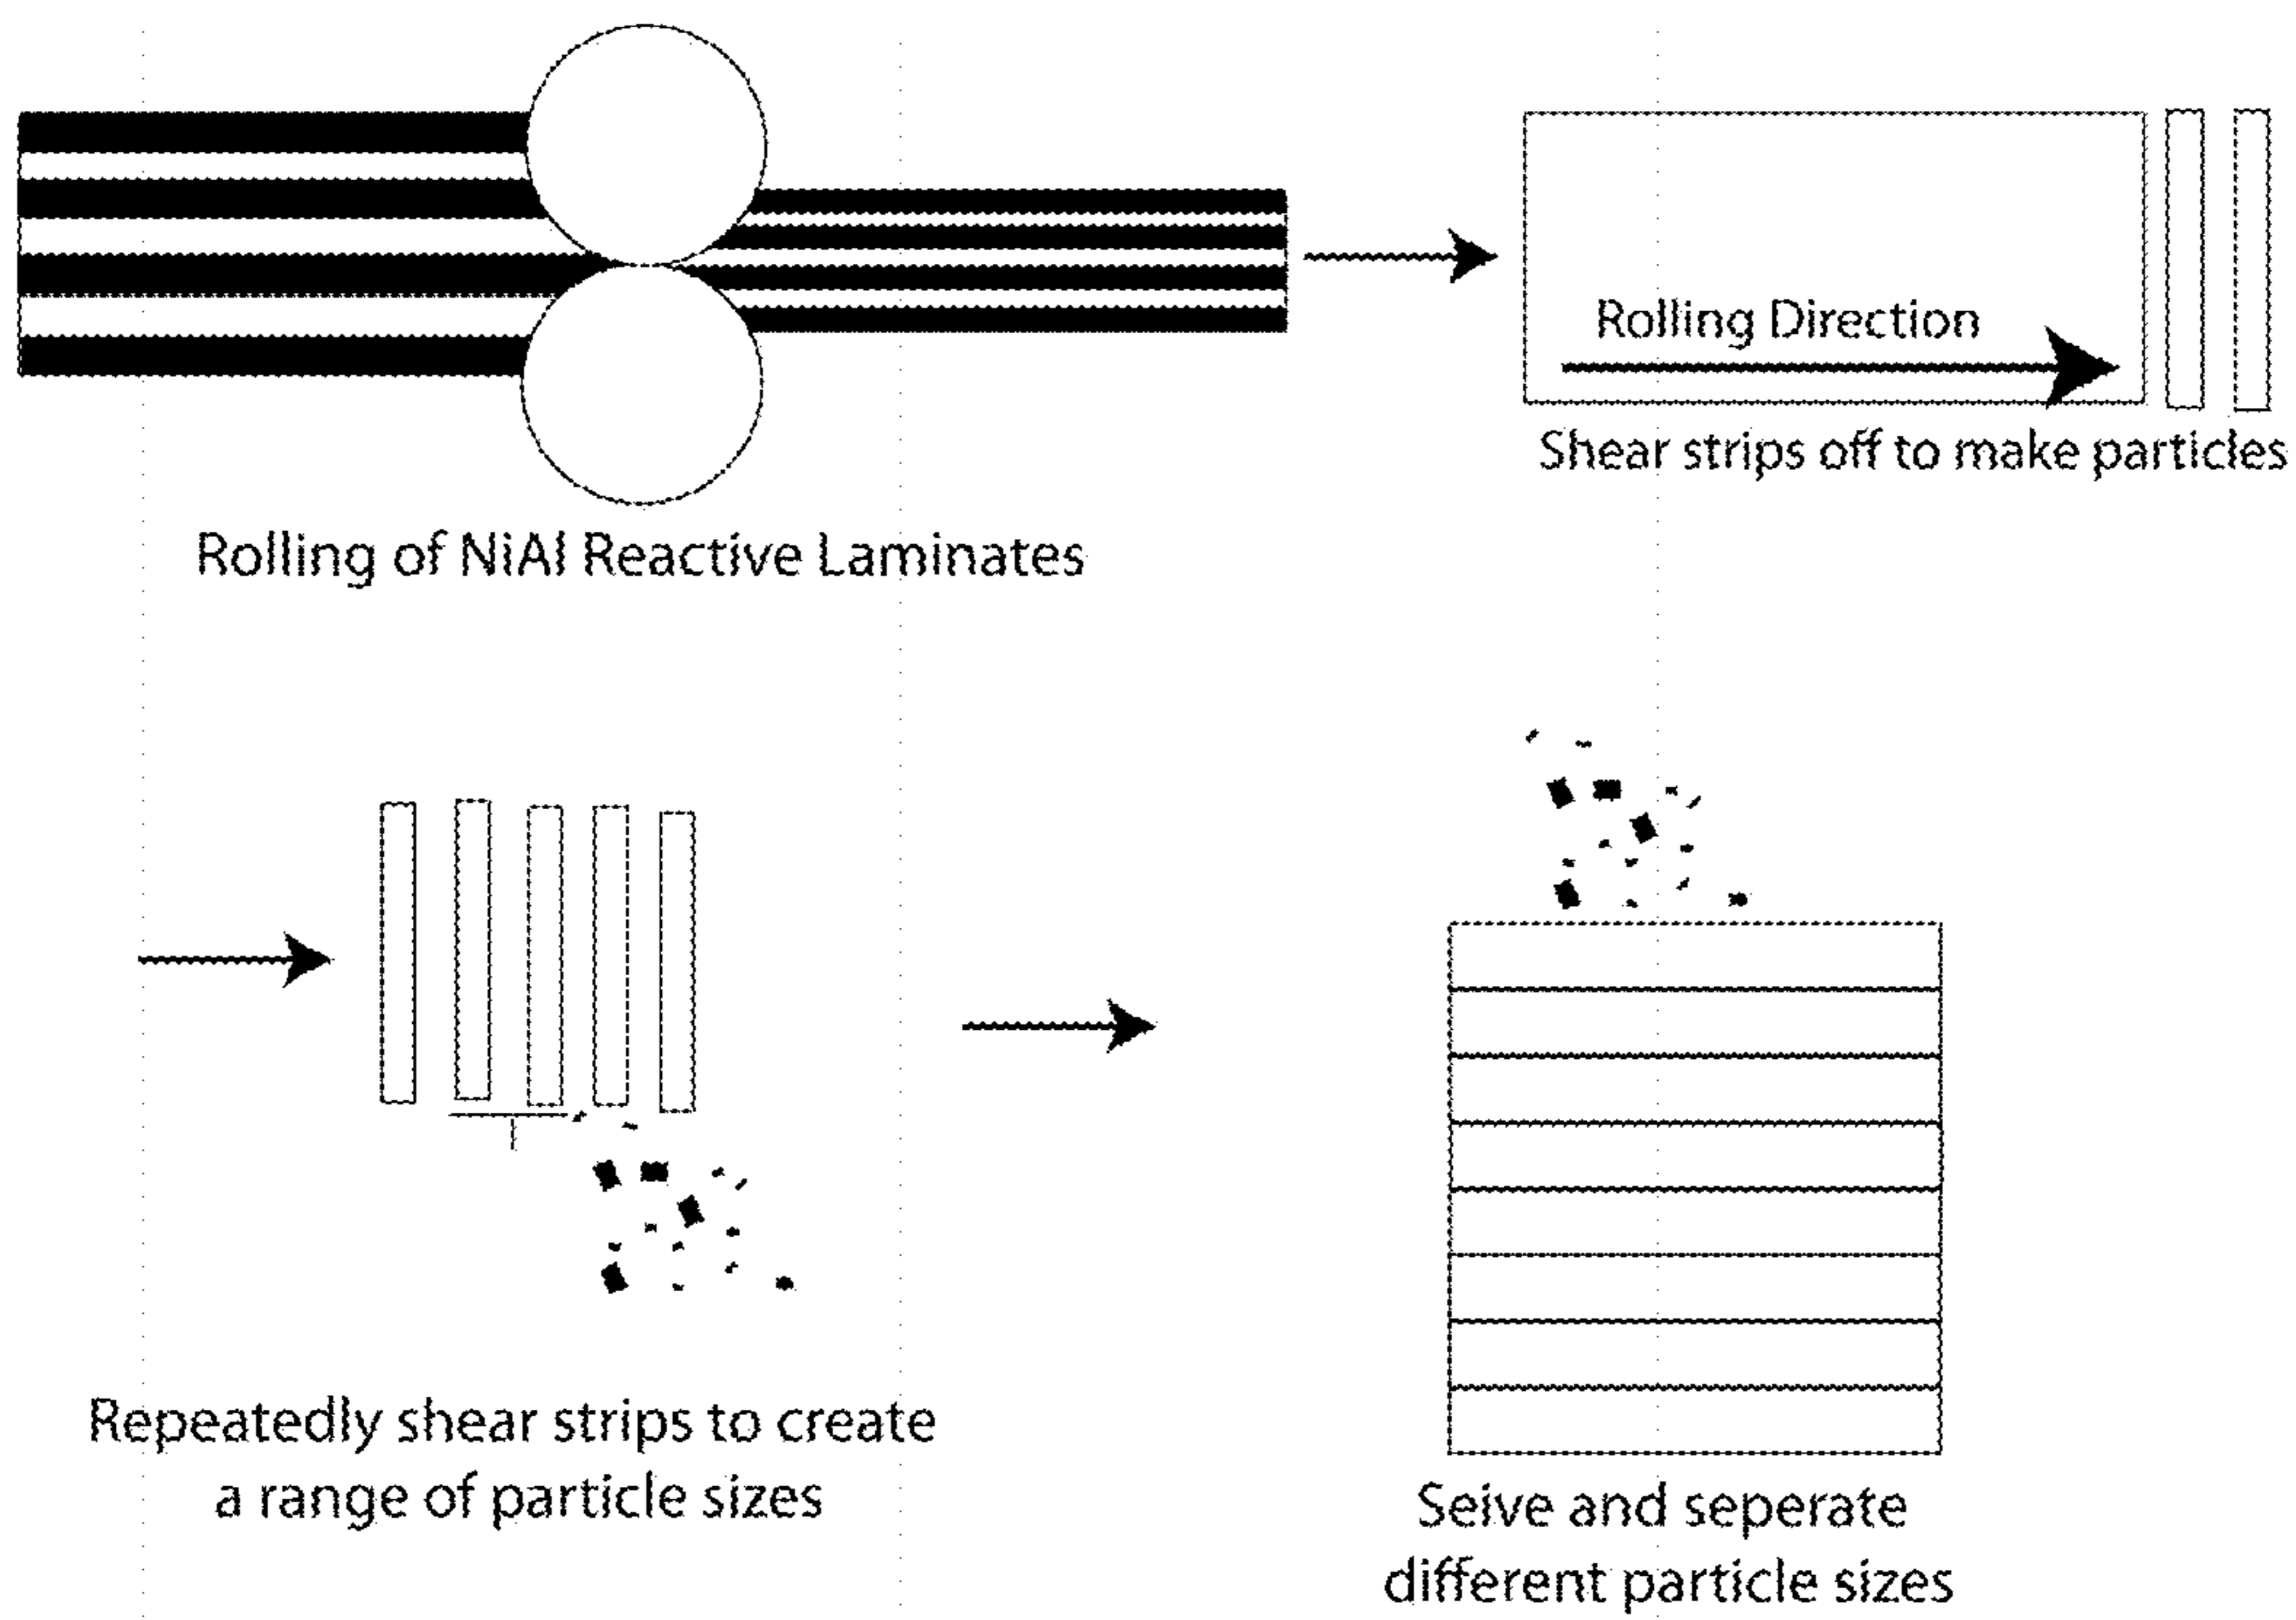 Rolling Direction
Shear strips off to make particles
Rolling of NiAl Reactive Laminates
Repeatedly shear strips to create
a range of particle sizes
Seive and seperate
different particle sizes